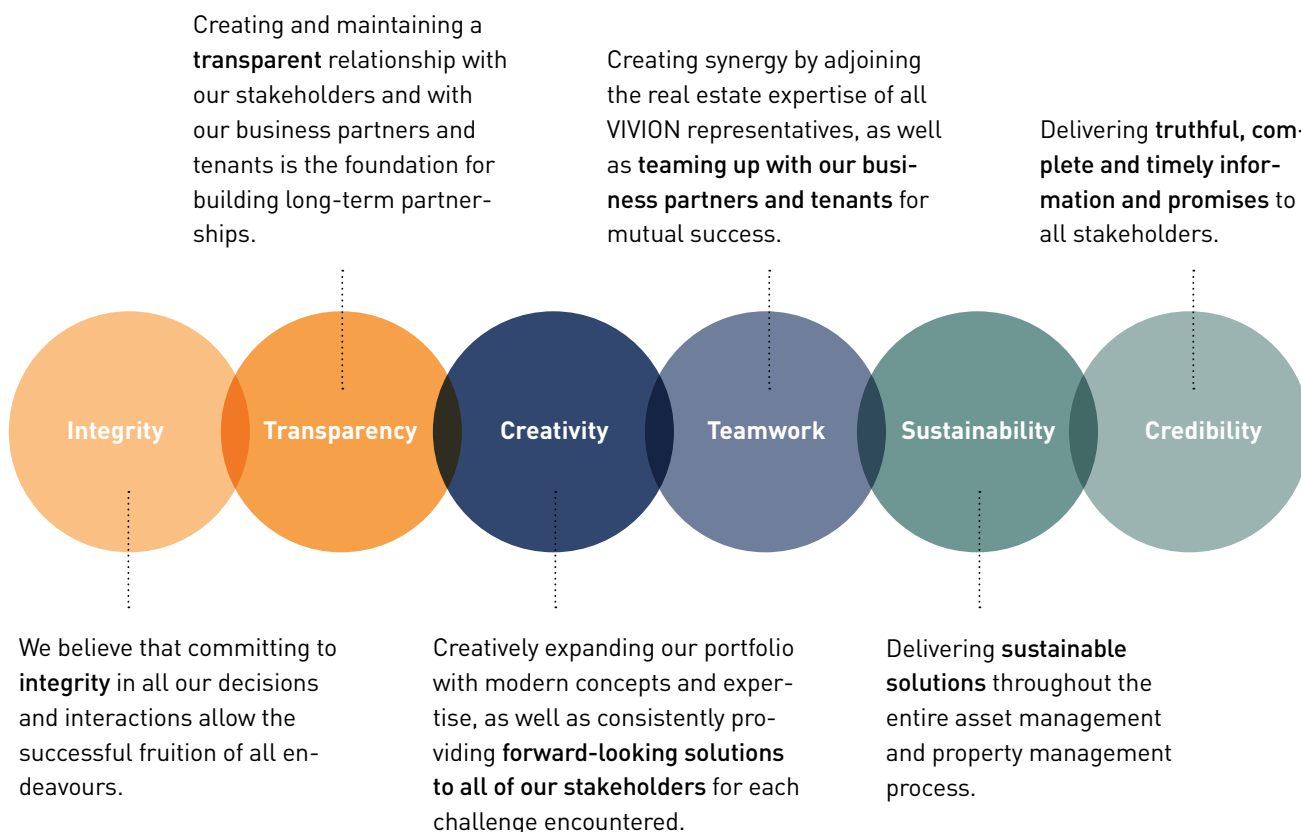 Creating and maintaining a
transparent relationship with
our stakeholders and with
our business partners and
tenants is the foundation for
building long-term partner-
ships.
Creating synergy by adjoining
the real estate expertise of all
VIVION representatives, as well
as teaming up with our busi-
ness partners and tenants for
mutual success.
Delivering truthful, com-
plete and timely infor-
mation and promises to
all stakeholders.
Integrity
Transparency
Creativity
Teamwork
Sustainability
Credibility
We believe that committing to
integrity in all our decisions
and interactions allow the
successful fruition of all en-
deavours.
Creatively expanding our portfolio
with modern concepts and exper-
tise, as well as consistently pro-
viding forward-looking solutions
to all of our stakeholders for each
challenge encountered.
Delivering sustainable
solutions throughout the
entire asset management
and property management
process.